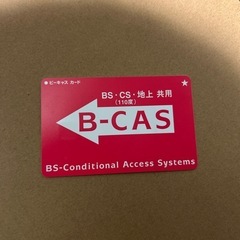 ● ビーキャス カード
★
BS・CS・地上 共用
(110度)
B-CAS
BS-Conditional Access Systems